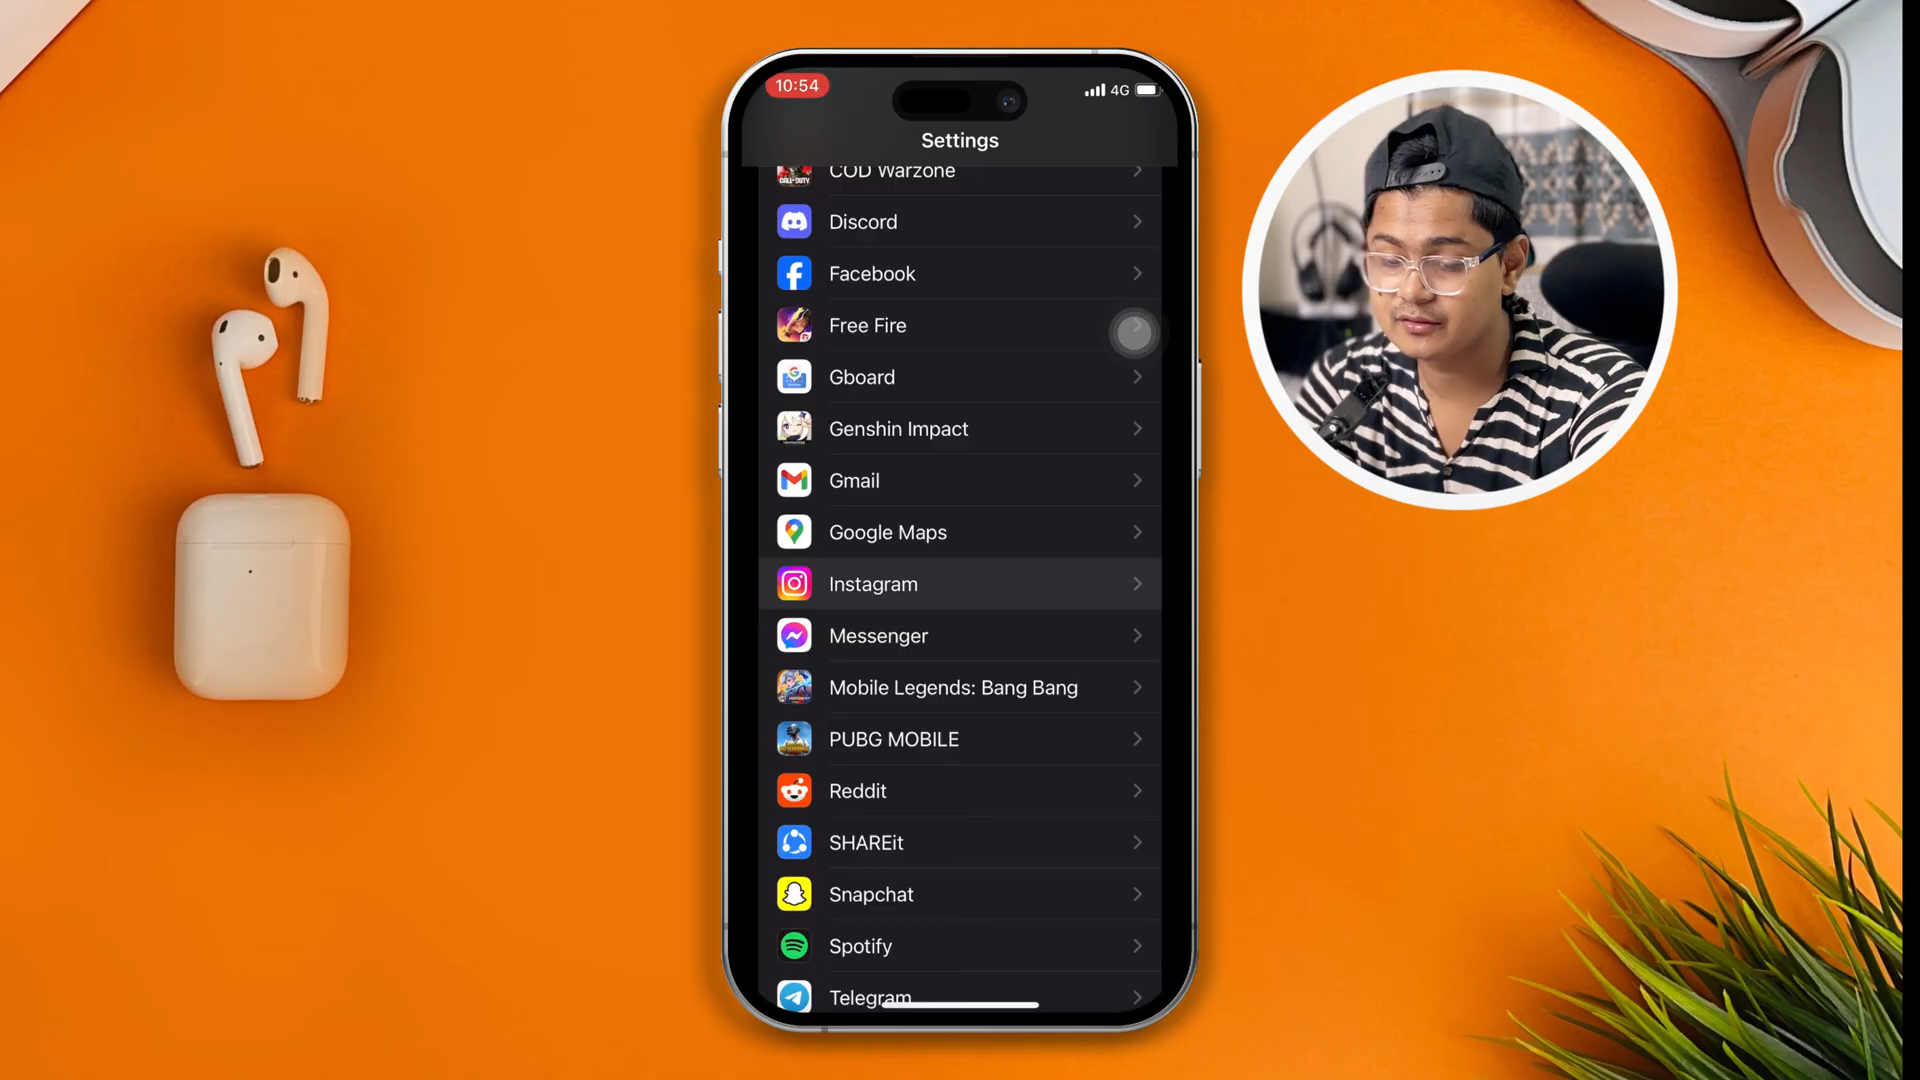 10:54
4G
Settings
COD Warzone
Discord
Facebook
Free Fire
Gboard
Genshin Impact
Gmail
Google Maps
Instagram
Messenger
Mobile Legends: Bang Bang
PUBG MOBILE
Reddit
SHAREit
Snapchat
Spotify
Telegram